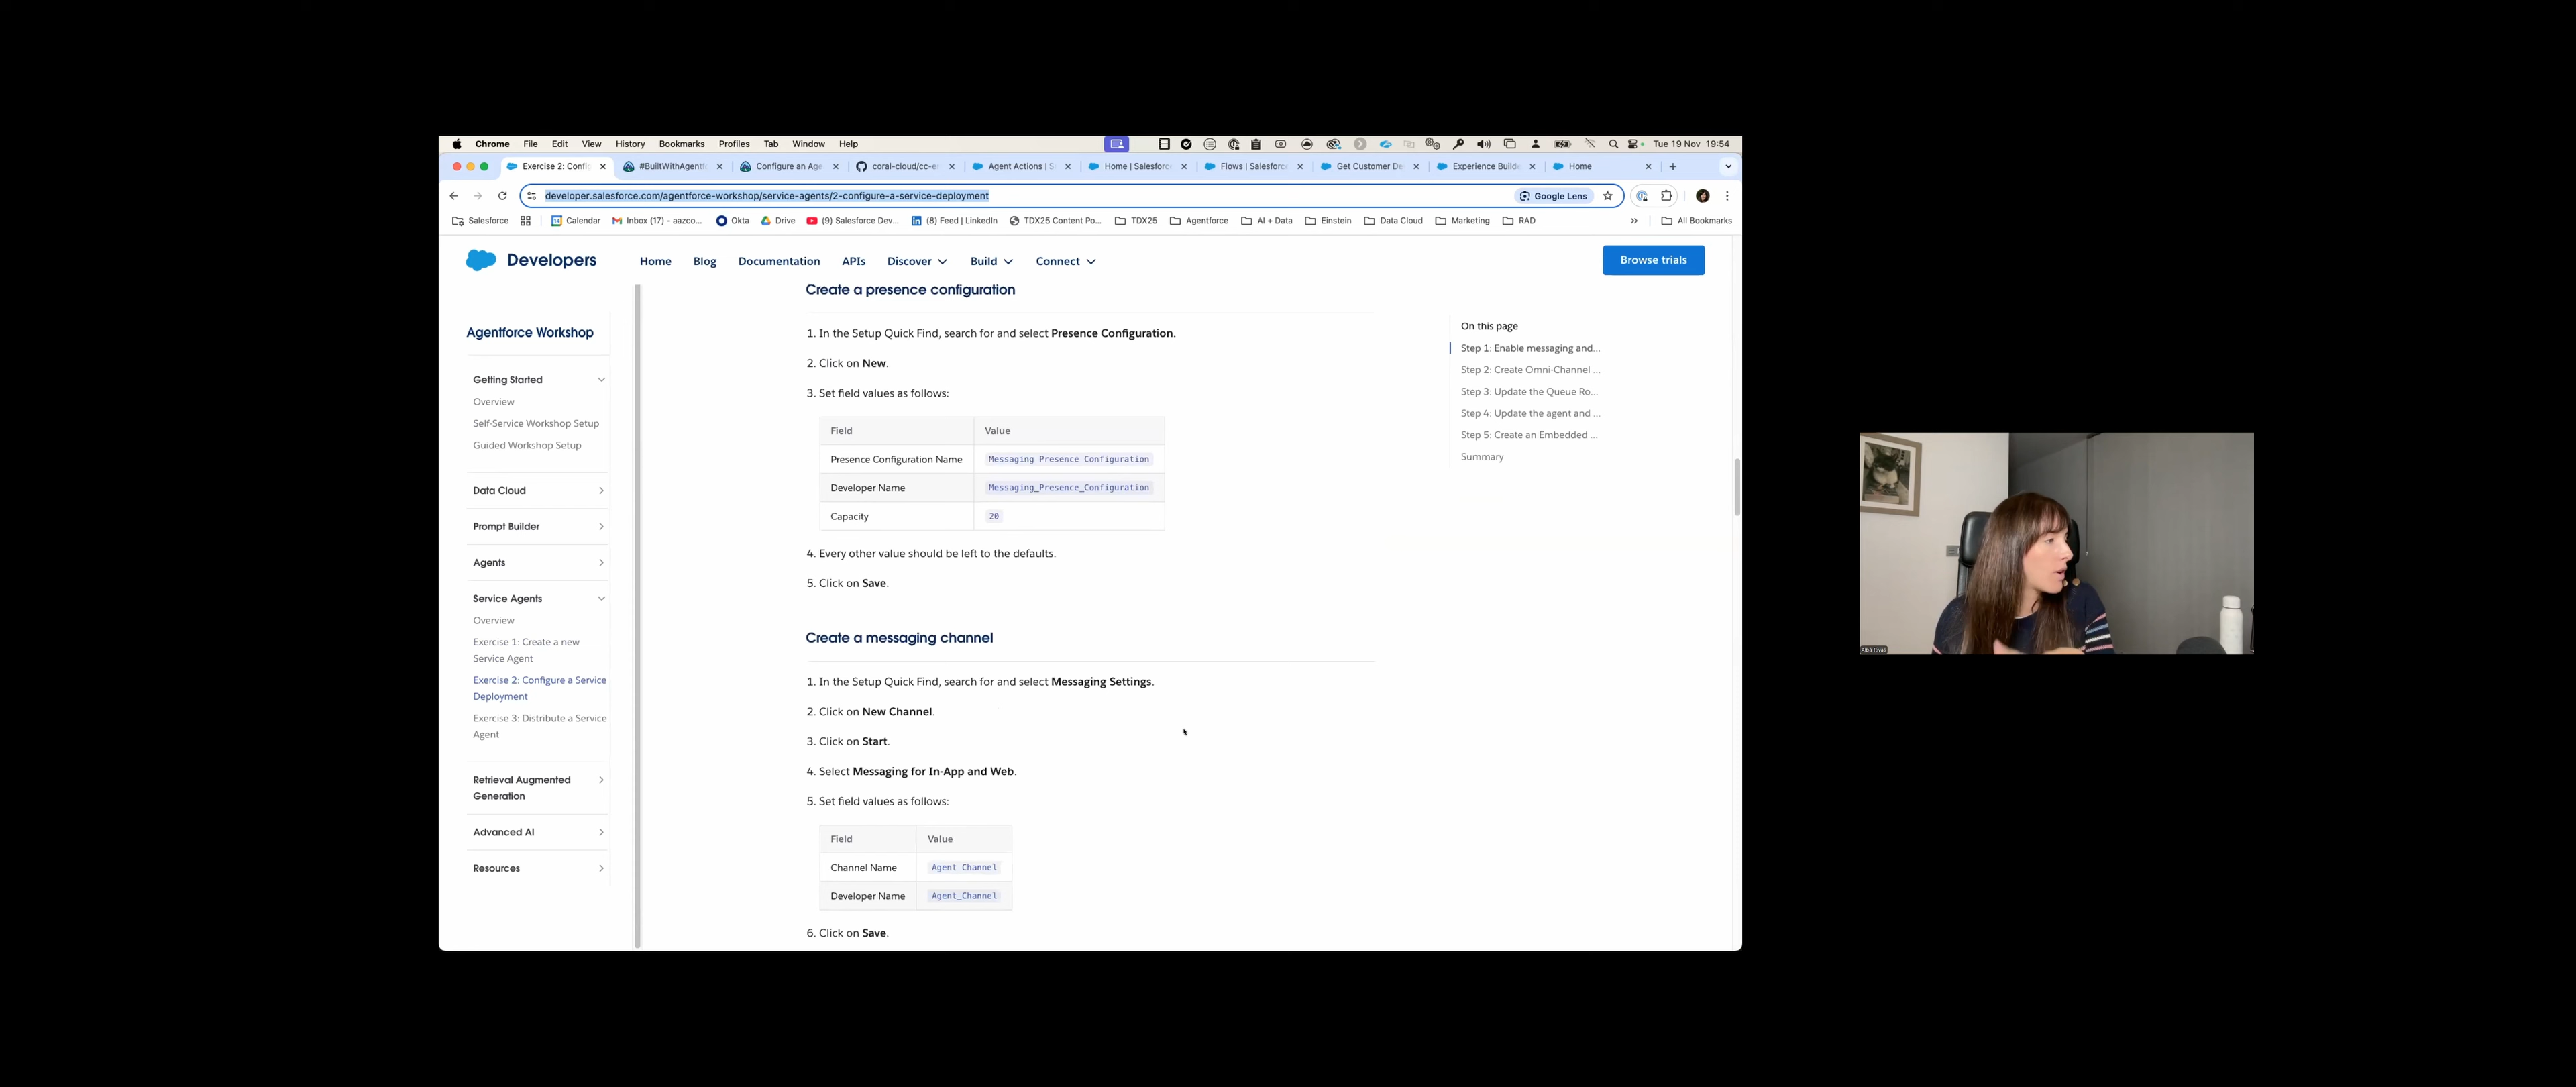 Chrome File Edit View History Bookmarks Profiles Tab Window Help Tue 19 Nov 19:54
Exercise 2: Config #BuiltWithAgentf Configure an Age coral-cloud/cc-e Agent Actions | S Home | Salesforc Flows | Salesforc Get Customer De Experience Build Home
developer.salesforce.com/agentforce-workshop/service-agents/2-configure-a-service-deployment Google Lens
Salesforce Calendar Inbox (17) - aazco... Okta Drive (9) Salesforce Dev... (8) Feed | LinkedIn TDX25 Content Po... TDX25 Agentforce AI + Data Einstein Data Cloud Marketing RAD All Bookmarks
Developers Home Blog Documentation APIs Discover Build Connect Browse trials
Agentforce Workshop
Getting Started
Overview
Self-Service Workshop Setup
Guided Workshop Setup
Data Cloud
Prompt Builder
Agents
Service Agents
Overview
Exercise 1: Create a new
Service Agent
Exercise 2: Configure a Service
Deployment
Exercise 3: Distribute a Service
Agent
Retrieval Augmented
Generation
Advanced AI
Resources
Create a presence configuration
1. In the Setup Quick Find, search for and select Presence Configuration.
2. Click on New.
3. Set field values as follows:
Field Value
Presence Configuration Name Messaging Presence Configuration
Developer Name Messaging_Presence_Configuration
Capacity 20
4. Every other value should be left to the defaults.
5. Click on Save.
Create a messaging channel
1. In the Setup Quick Find, search for and select Messaging Settings.
2. Click on New Channel.
3. Click on Start.
4. Select Messaging for In-App and Web.
5. Set field values as follows:
Field Value
Channel Name Agent Channel
Developer Name Agent_Channel
6. Click on Save.
On this page
Step 1: Enable messaging and...
Step 2: Create Omni-Channel ...
Step 3: Update the Queue Ro...
Step 4: Update the agent and ...
Step 5: Create an Embedded ...
Summary
Alba Rivas